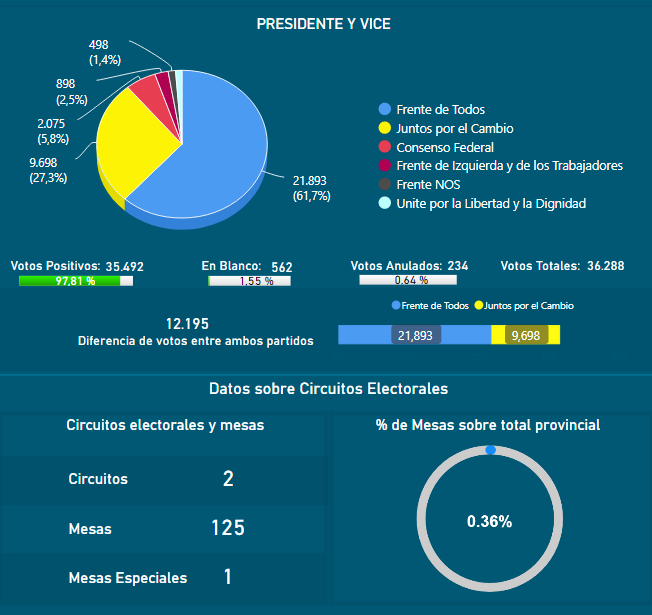 PRESIDENTE Y VICE
498
(1,4%)
898
(2,5%)
2.075
(5,8%)
9.698
(27,3%)
21.893
(61,7%)
Frente de Todos
Juntos por el Cambio
Consenso Federal
Frente de Izquierda y de los Trabajadores
Frente NOS
Unite por la Libertad y la Dignidad
Votos Positivos: 35.492
97,81 %
En Blanco: 562
1.55 %
Votos Anulados: 234
0.64 %
Votos Totales: 36.288
12.195
Diferencia de votos entre ambos partidos
Frente de Todos Juntos por el Cambio
21,893 9,698
Datos sobre Circuitos Electorales
Circuitos electorales y mesas
Circuitos 2
Mesas 125
Mesas Especiales 1
% de Mesas sobre total provincial
0.36%